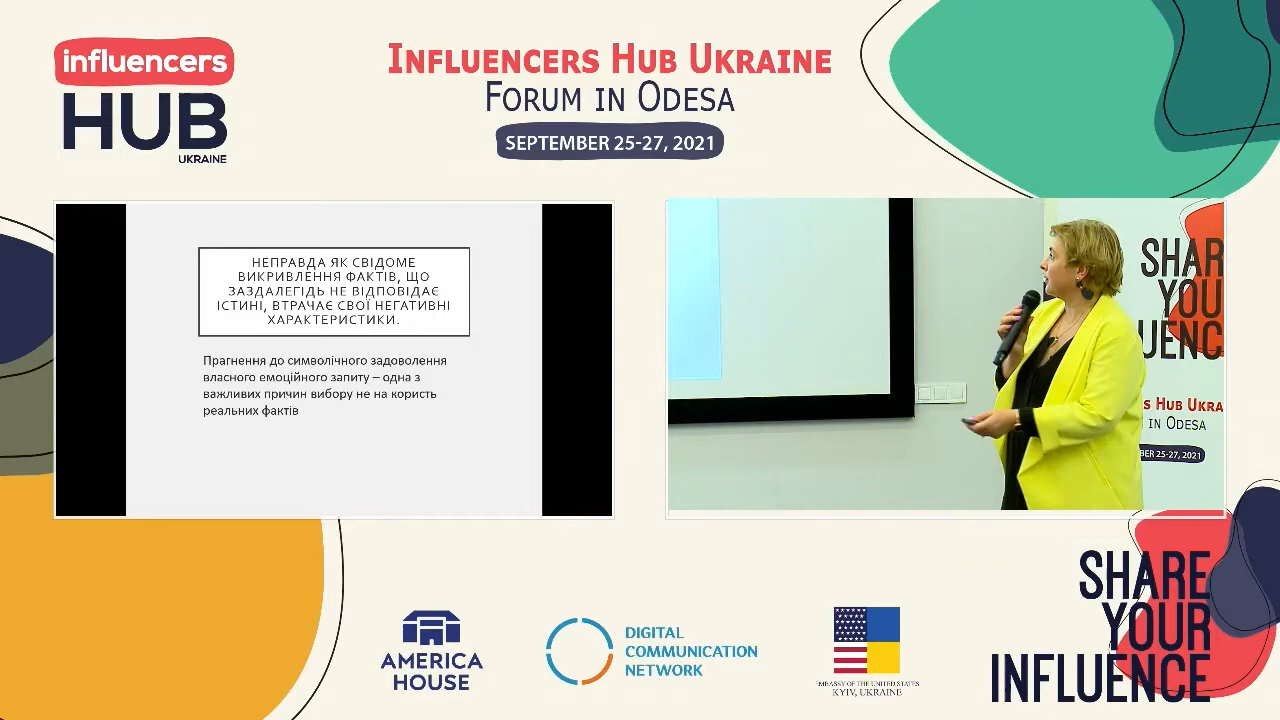 influencers
HUB
UKRAINE
INFLUENCERS HUB UKRAINE
FORUM IN ODESA
SEPTEMBER 25-27, 2021
НЕПРАВДА ЯК СВІДОМЕ
ВИКРИВЛЕННЯ ФАКТІВ, ЩО
ЗАЗДАЛЕГІДЬ НЕ ВІДПОВІДАЄ
ІСТИНІ, ВТРАЧАЄ СВОЇ НЕГАТИВНІ
ХАРАКТЕРИСТИКИ.
Прагнення до символічного задоволення
власного емоційного запиту – одна з
важливих причин вибору не на користь
реальних фактів
SHAR
YOU
UENC
s HUB UKRA
IN ODESA
BER 25-27, 2021
AMERICA
HOUSE
DIGITAL
COMMUNICATION
NETWORK
EMBASSY OF THE UNITED STATES
KYIV, UKRAINE
SHARE
YOUR
INFLUENCE